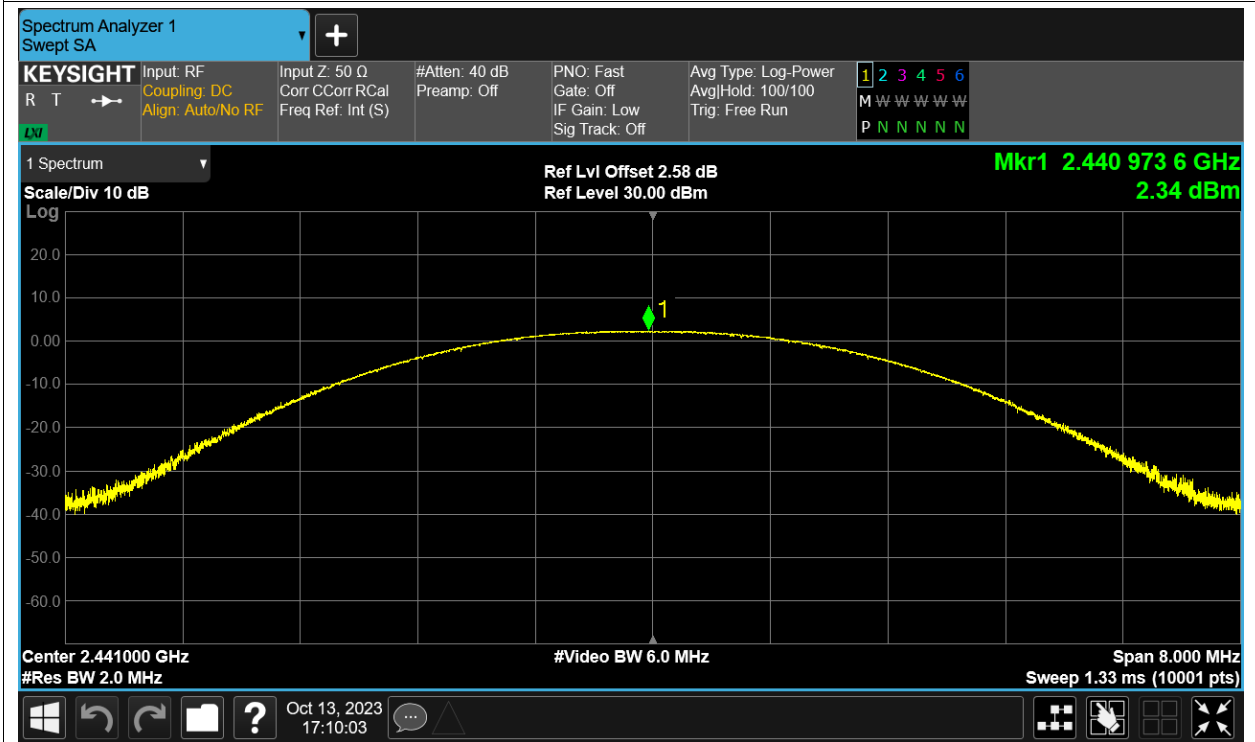 Spectrum Analyzer 1
Swept SA
+
KEYSIGHT
R T
LXI
Input: RF
Coupling: DC
Align: Auto/No RF
Input Z: 50 Ω
Corr CCorr RCal
Freq Ref: Int (S)
#Atten: 40 dB
Preamp: Off
PNO: Fast
Gate: Off
IF Gain: Low
Sig Track: Off
Avg Type: Log-Power
Avg|Hold: 100/100
Trig: Free Run
1 2 3 4 5 6
M W W W W W
P N N N N N
1 Spectrum
Scale/Div 10 dB
Log
Ref Lvl Offset 2.58 dB
Ref Level 30.00 dBm
Mkr1 2.440 973 6 GHz
2.34 dBm
20.0
10.0
1
0.00
-10.0
-20.0
-30.0
-40.0
-50.0
-60.0
Center 2.441000 GHz
#Video BW 6.0 MHz
Span 8.000 MHz
#Res BW 2.0 MHz
Sweep 1.33 ms (10001 pts)
?
Oct 13, 2023
17:10:03